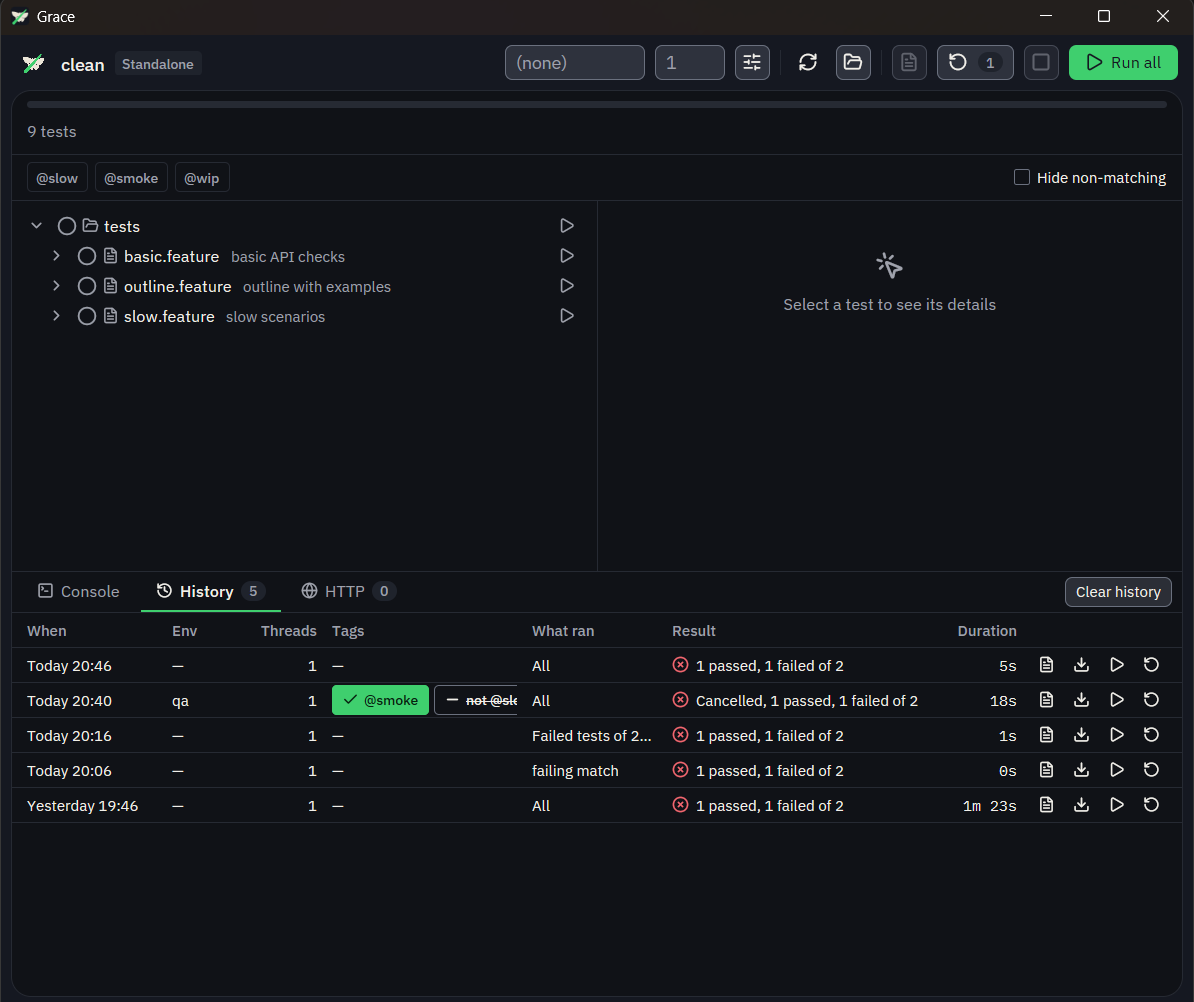 Grace
clean Standalone (none) 1 1 Run all
9 tests
@slow @smoke @wip Hide non-matching
tests
basic.feature basic API checks
outline.feature outline with examples
slow.feature slow scenarios
Select a test to see its details
Console History 5 HTTP 0 Clear history
When Env Threads Tags What ran Result Duration
Today 20:46 — 1 — All 1 passed, 1 failed of 2 5s
Today 20:40 qa 1 @smoke not @slo All Cancelled, 1 passed, 1 failed of 2 18s
Today 20:16 — 1 — Failed tests of 2... 1 passed, 1 failed of 2 1s
Today 20:06 — 1 — failing match 1 passed, 1 failed of 2 0s
Yesterday 19:46 — 1 — All 1 passed, 1 failed of 2 1m 23s